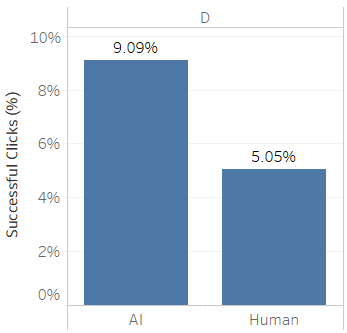 D
10%
9.09%
8%
6%
5.05%
4%
2%
0%
Successful Clicks (%)
AI
Human